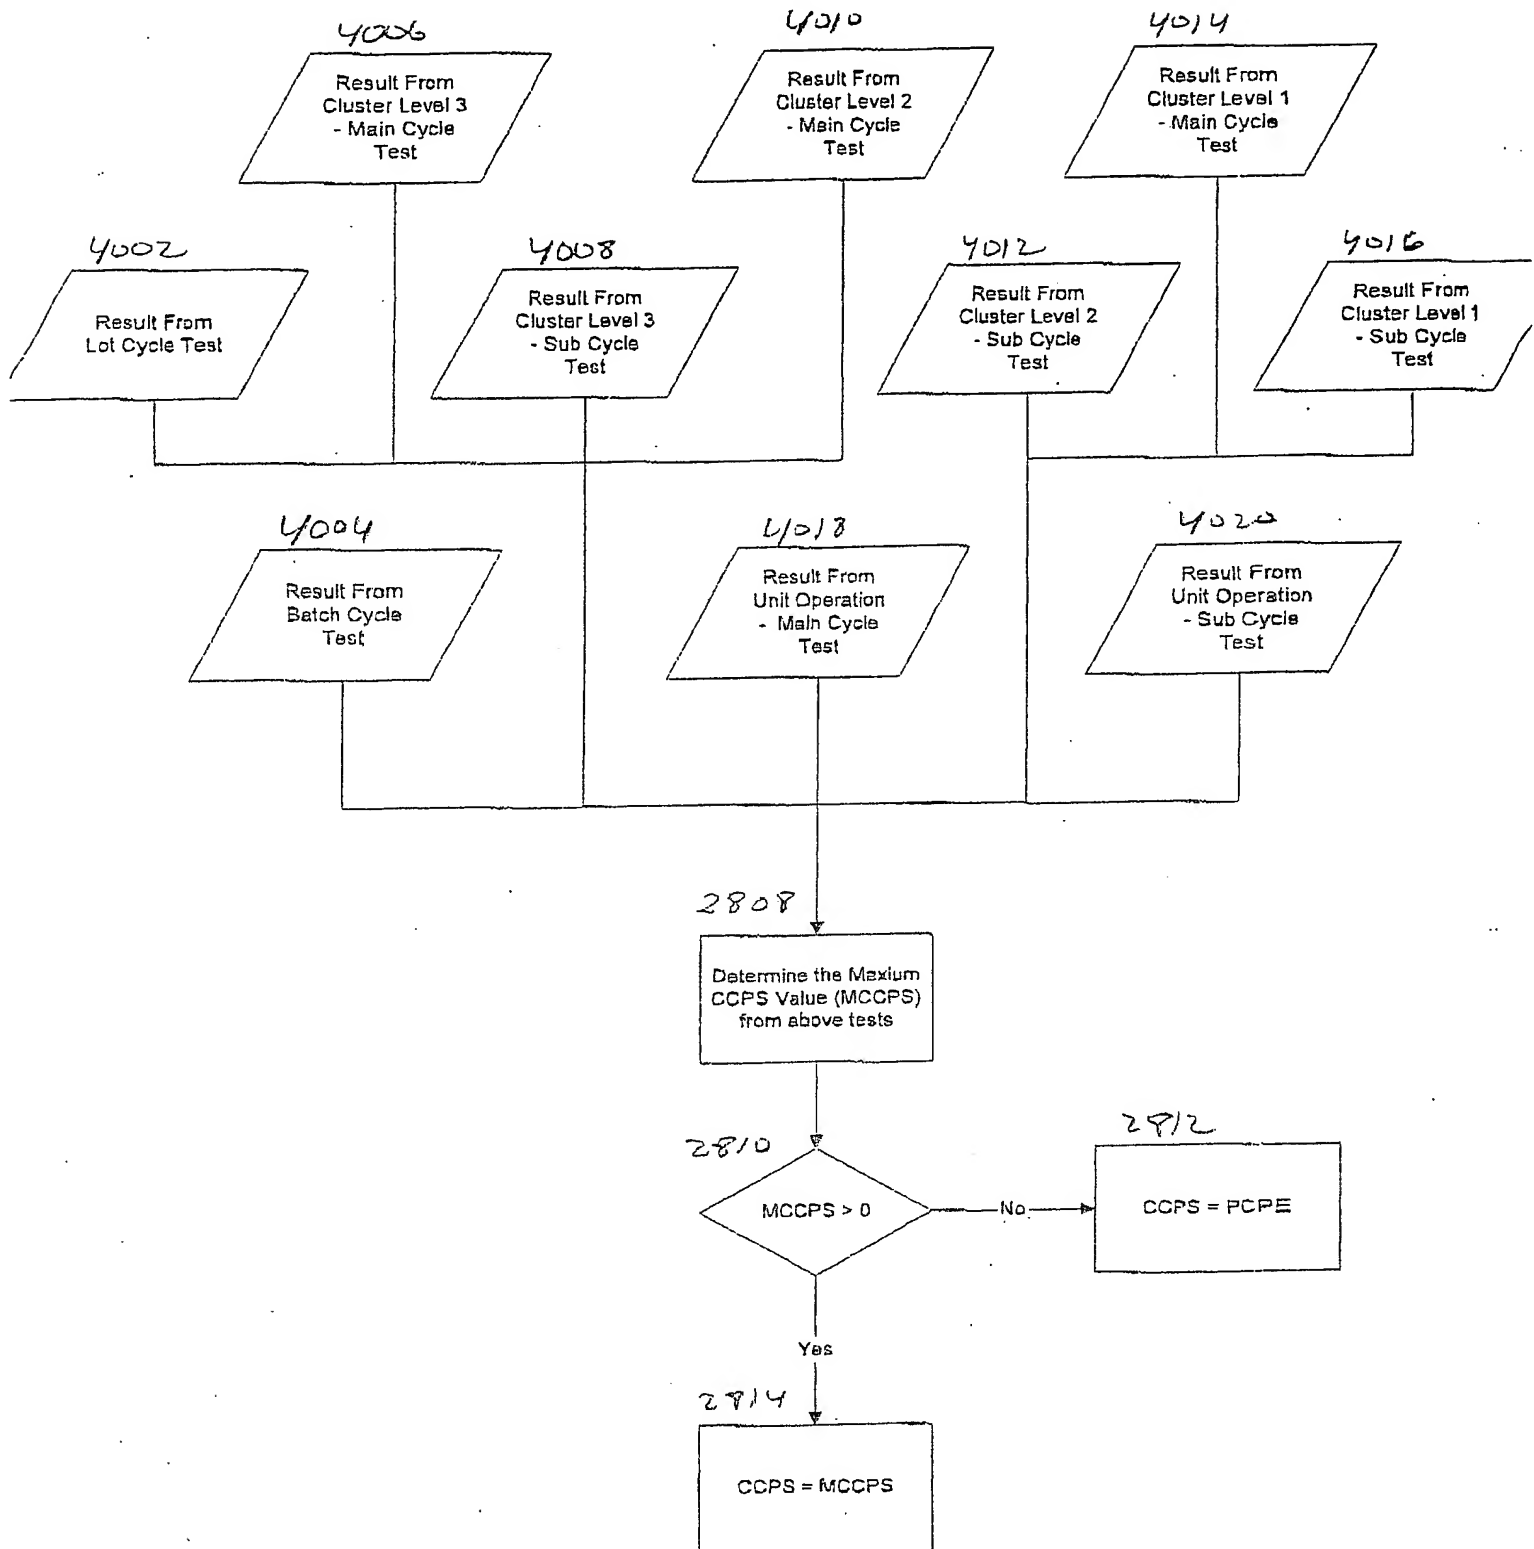 4006
Result From
Cluster Level 3
- Main Cycle
Test
4010
Result From
Cluster Level 2
- Main Cycle
Test
4014
Result From
Cluster Level 1
- Main Cycle
Test
4002
Result From
Lot Cycle Test
4008
Result From
Cluster Level 3
- Sub Cycle
Test
4012
Result From
Cluster Level 2
- Sub Cycle
Test
4016
Result From
Cluster Level 1
- Sub Cycle
Test
4004
Result From
Batch Cycle
Test
4018
Result From
Unit Operation
- Main Cycle
Test
4020
Result From
Unit Operation
- Sub Cycle
Test
2808
Determine the Maxium
CCPS Value (MCCPS)
from above tests
2810
MCCPS > 0
No
2812
CCPS = PCPE
Yes
2814
CCPS = MCCPS